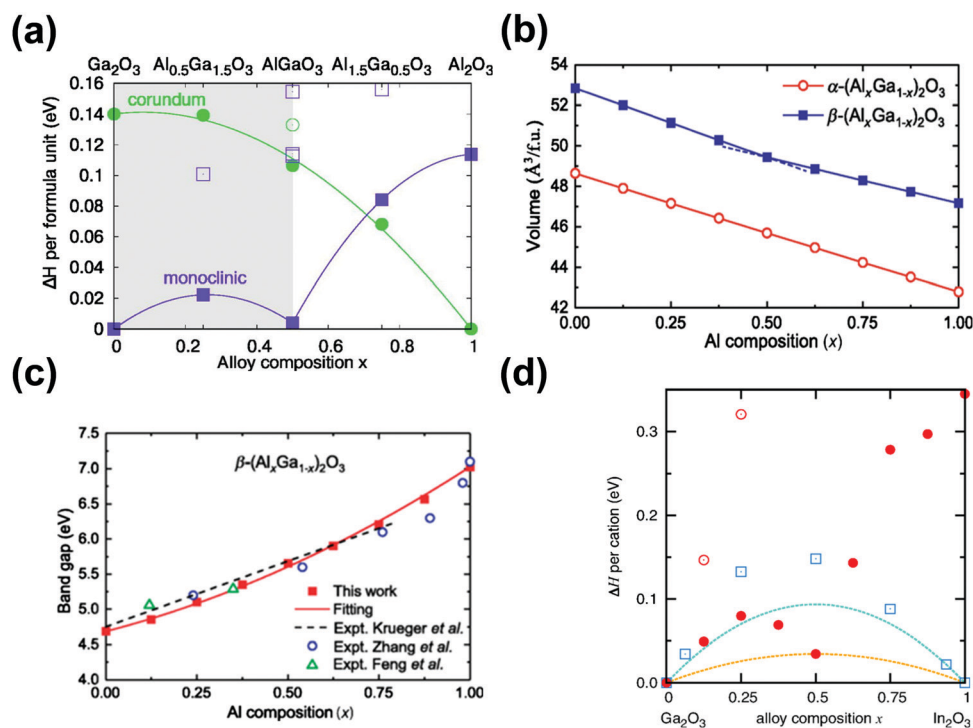 (a)
Ga2O3 Al0.5Ga1.5O3 AlGaO3 Al1.5Ga0.5O3 Al2O3
0.16
0.14
0.12
0.1
0.08
0.06
0.04
0.02
0
ΔH per formula unit (eV)
corundum
monoclinic
0 0.2 0.4 0.6 0.8 1
Alloy composition x
(b)
54
52
50
48
46
44
42
Volume (Å³/f.u.)
α-(AlxGa1-x)2O3
β-(AlxGa1-x)2O3
0.00 0.25 0.50 0.75 1.00
Al composition (x)
(c)
7.5
7.0
6.5
6.0
5.5
5.0
4.5
4.0
Band gap (eV)
β-(AlxGa1-x)2O3
This work
Fitting
Expt. Krueger et al.
Expt. Zhang et al.
Expt. Feng et al.
0.00 0.25 0.50 0.75 1.00
Al composition (x)
(d)
0.3
0.2
0.1
0.0
ΔH per cation (eV)
0 0.25 0.5 0.75 1
Ga2O3 alloy composition x In2O3